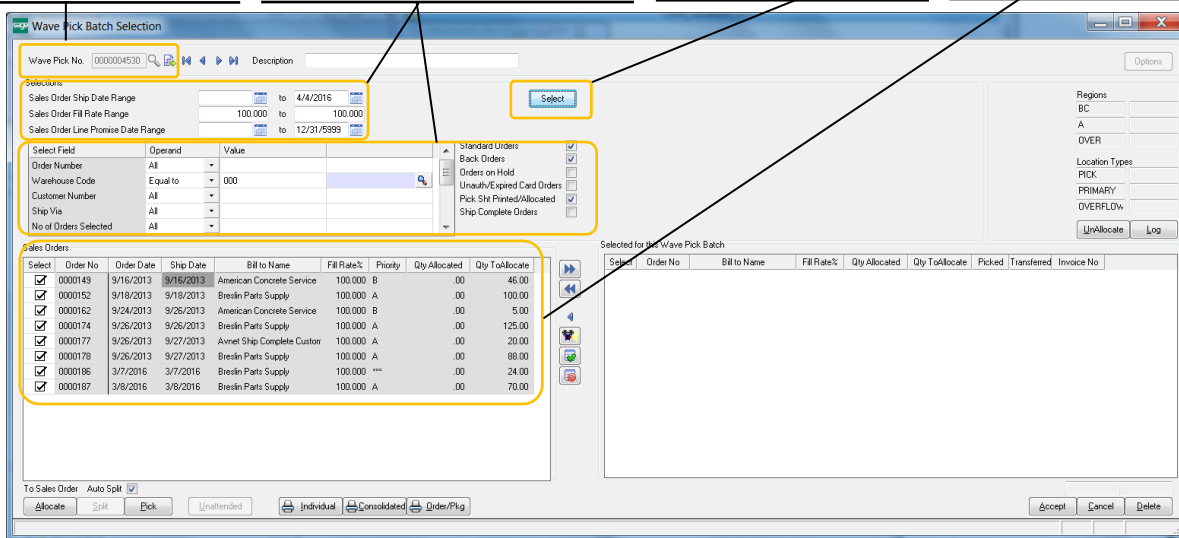 Wave Pick Batch Selection
Wave Pick No. 0000004530 Description Options
Selections
Sales Order Ship Date Range to 4/4/2016 Select
Sales Order Fill Rate Range 100.000 to 100.000
Sales Order Line Promise Date Range to 12/31/5999
Regions
BC
A
OVER
Location Types
PICK
PRIMARY
OVERFLOW
UnAllocate Log
Select Field Operand Value
Order Number All
Warehouse Code Equal to 000
Customer Number All
Ship Via All
No of Orders Selected All
Standard Orders
Back Orders
Orders on Hold
Unauth/Expired Card Orders
Pick Sht Printed/Allocated
Ship Complete Orders
Sales Orders
Select Order No Order Date Ship Date Bill to Name Fill Rate% Priority Qty Allocated Qty ToAllocate
0000149 9/16/2013 9/16/2013 American Concrete Service 100.000 B .00 46.00
0000152 9/18/2013 9/18/2013 Breslin Parts Supply 100.000 A .00 100.00
0000162 9/24/2013 9/26/2013 American Concrete Service 100.000 B .00 5.00
0000174 9/26/2013 9/26/2013 Breslin Parts Supply 100.000 A .00 125.00
0000177 9/26/2013 9/27/2013 Avnet Ship Complete Custom 100.000 A .00 20.00
0000178 9/26/2013 9/27/2013 Breslin Parts Supply 100.000 A .00 88.00
0000186 3/7/2016 3/7/2016 Breslin Parts Supply 100.000 *** .00 24.00
0000187 3/8/2016 3/8/2016 Breslin Parts Supply 100.000 A .00 70.00
Selected for this Wave Pick Batch
Select Order No Bill to Name Fill Rate% Qty Allocated Qty ToAllocate Picked Transferred Invoice No
To Sales Order Auto Split
Allocate Split Pick Unattended Individual Consolidated Order/Pkg Accept Cancel Delete